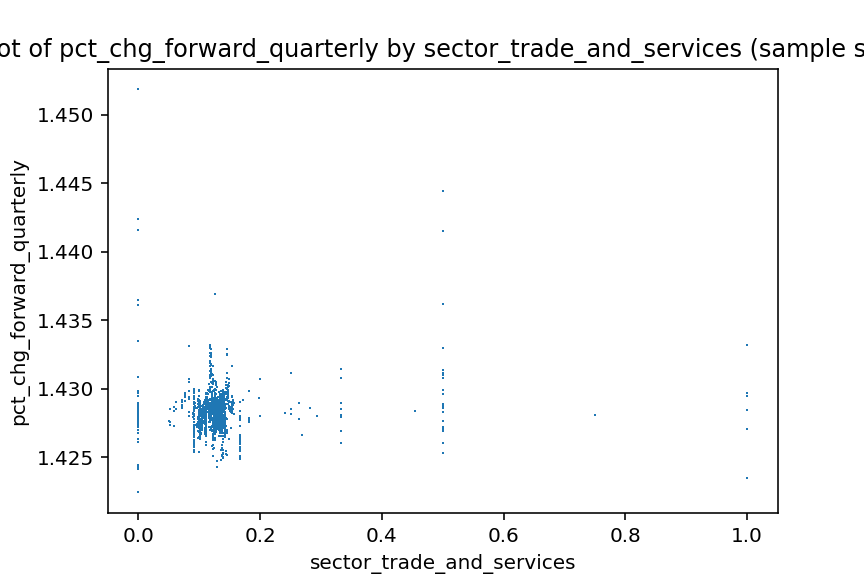 ot of pct_chg_forward_quarterly by sector_trade_and_services (sample s
1.450
1.445
1.440
1.435
1.430
1.425
pct_chg_forward_quarterly
0.0 0.2 0.4 0.6 0.8 1.0
sector_trade_and_services